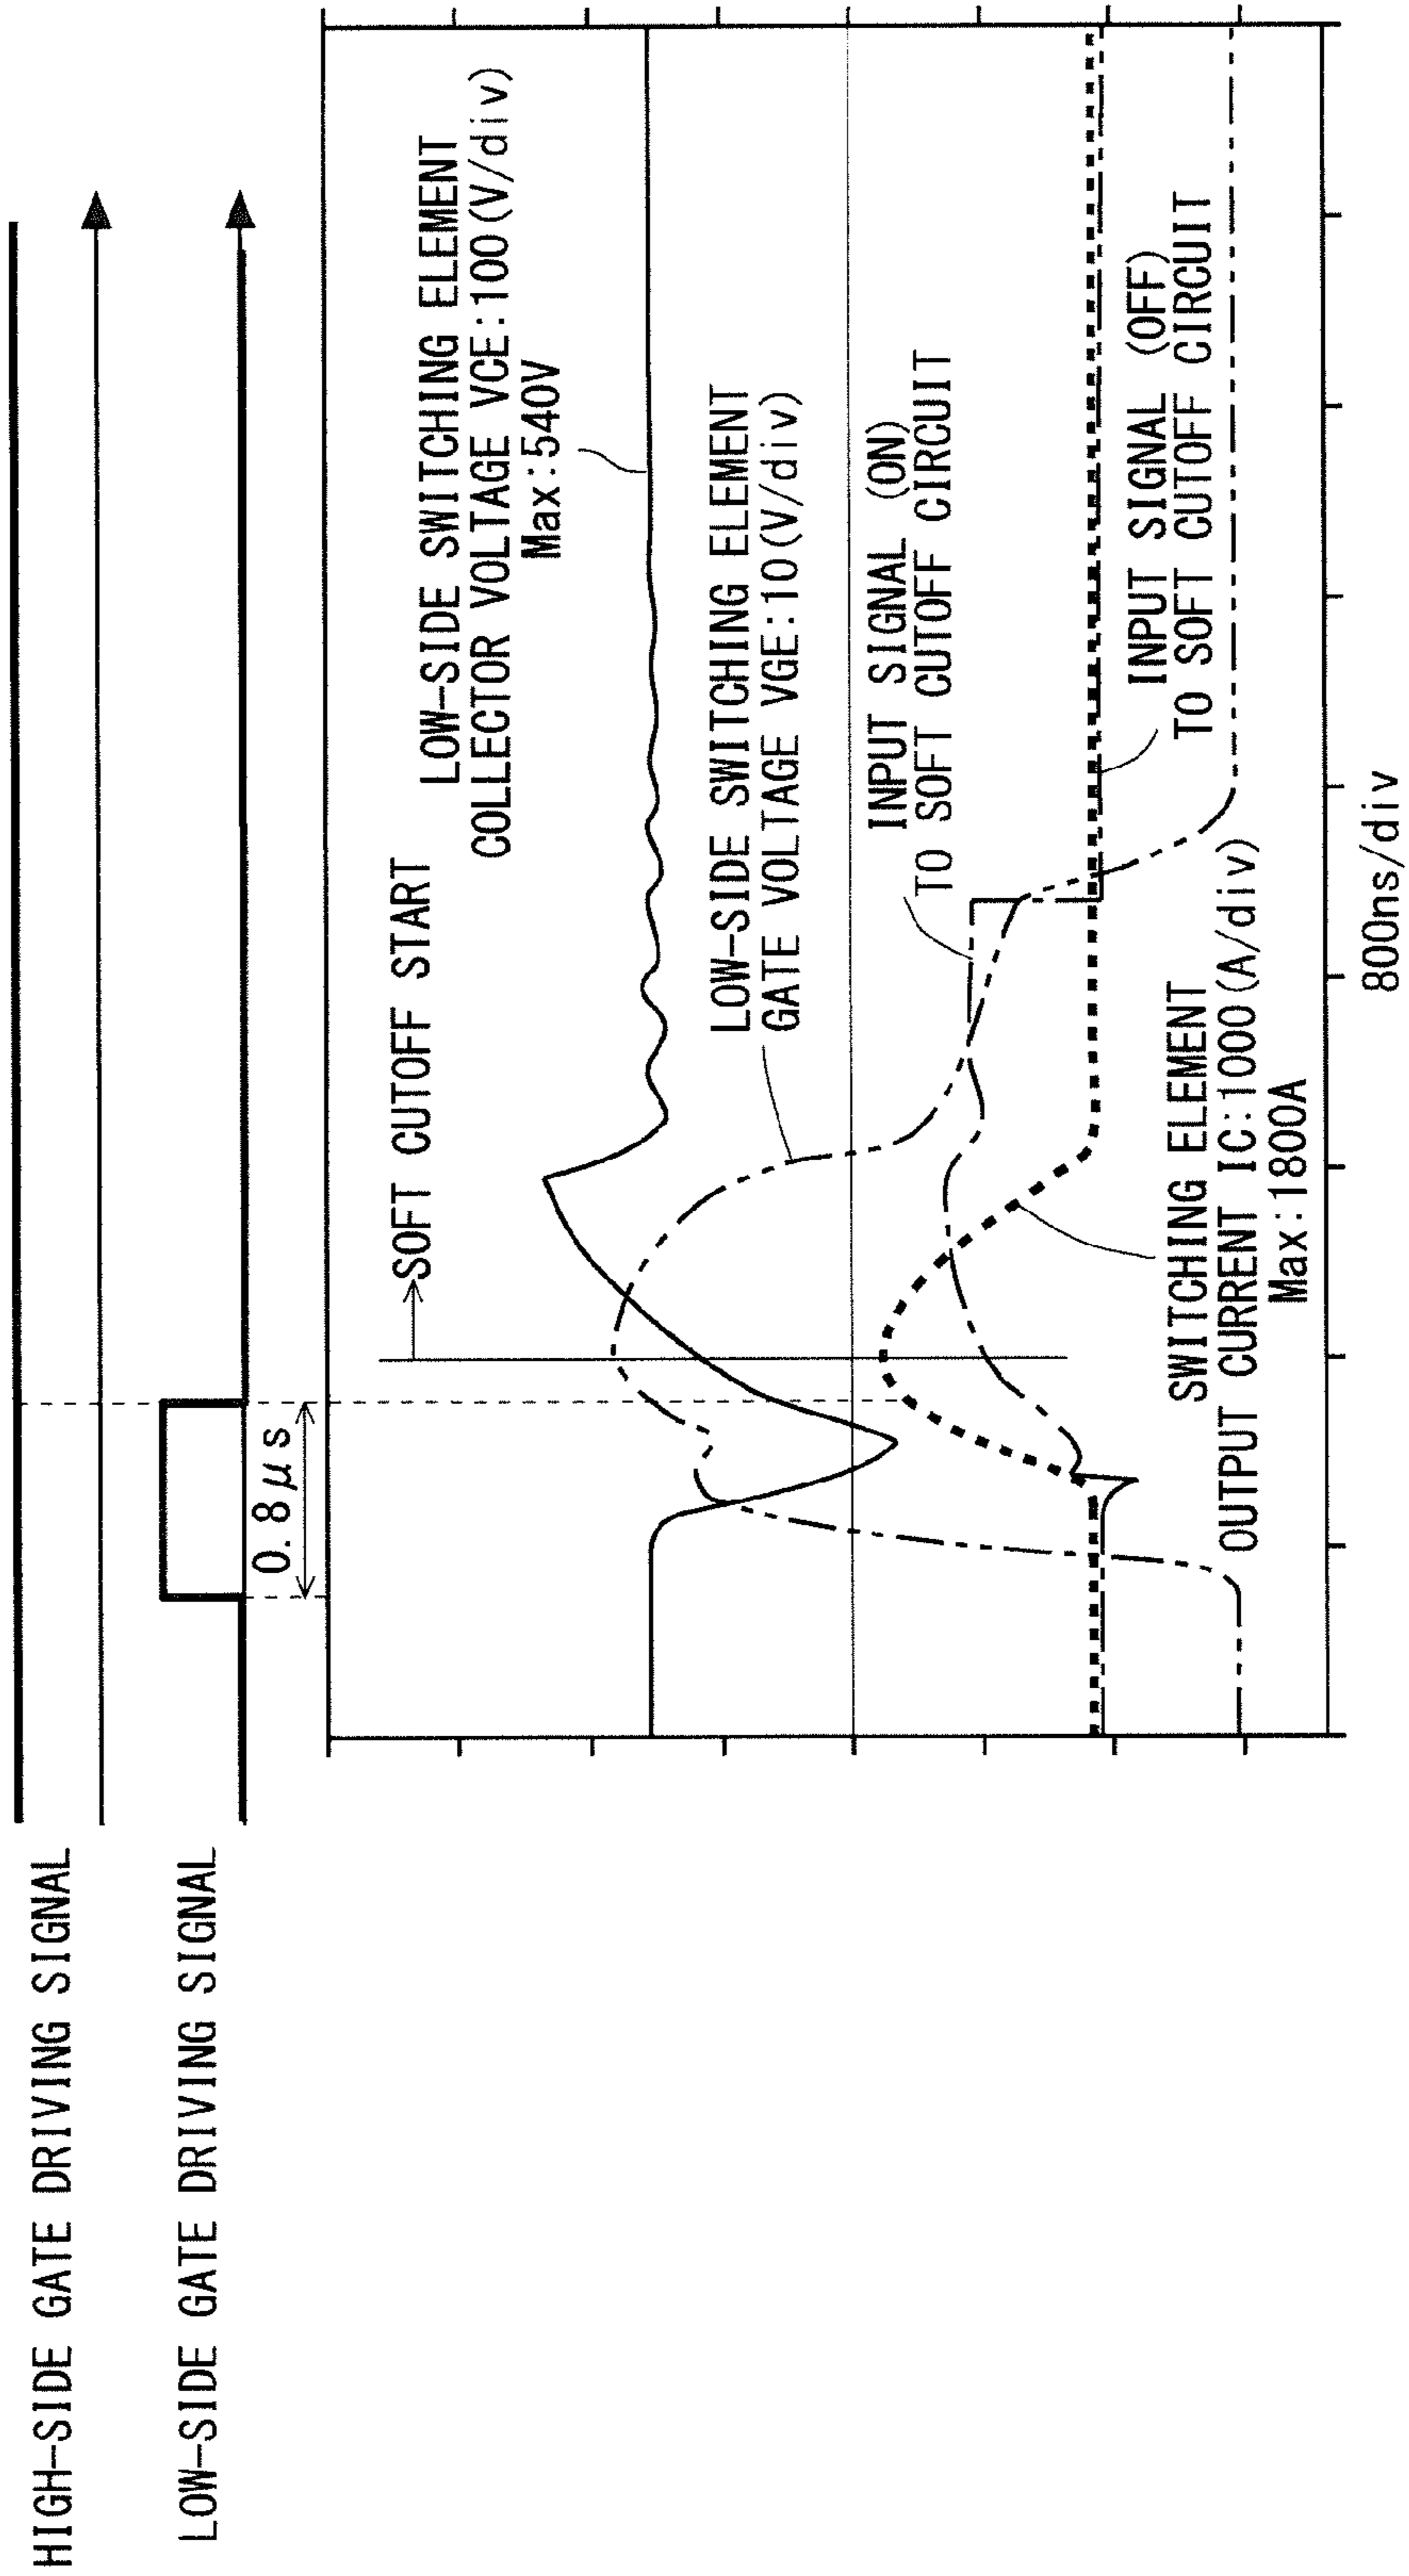 HIGH-SIDE GATE DRIVING SIGNAL
LOW-SIDE GATE DRIVING SIGNAL
0.8μs
SOFT CUTOFF START
LOW-SIDE SWITCHING ELEMENT
COLLECTOR VOLTAGE VCE:100(V/div)
Max:540V
LOW-SIDE SWITCHING ELEMENT
GATE VOLTAGE VGE:10(V/div)
INPUT SIGNAL (ON)
TO SOFT CUTOFF CIRCUIT
INPUT SIGNAL (OFF)
TO SOFT CUTOFF CIRCUIT
SWITCHING ELEMENT
OUTPUT CURRENT IC:1000(A/div)
Max:1800A
800ns/div